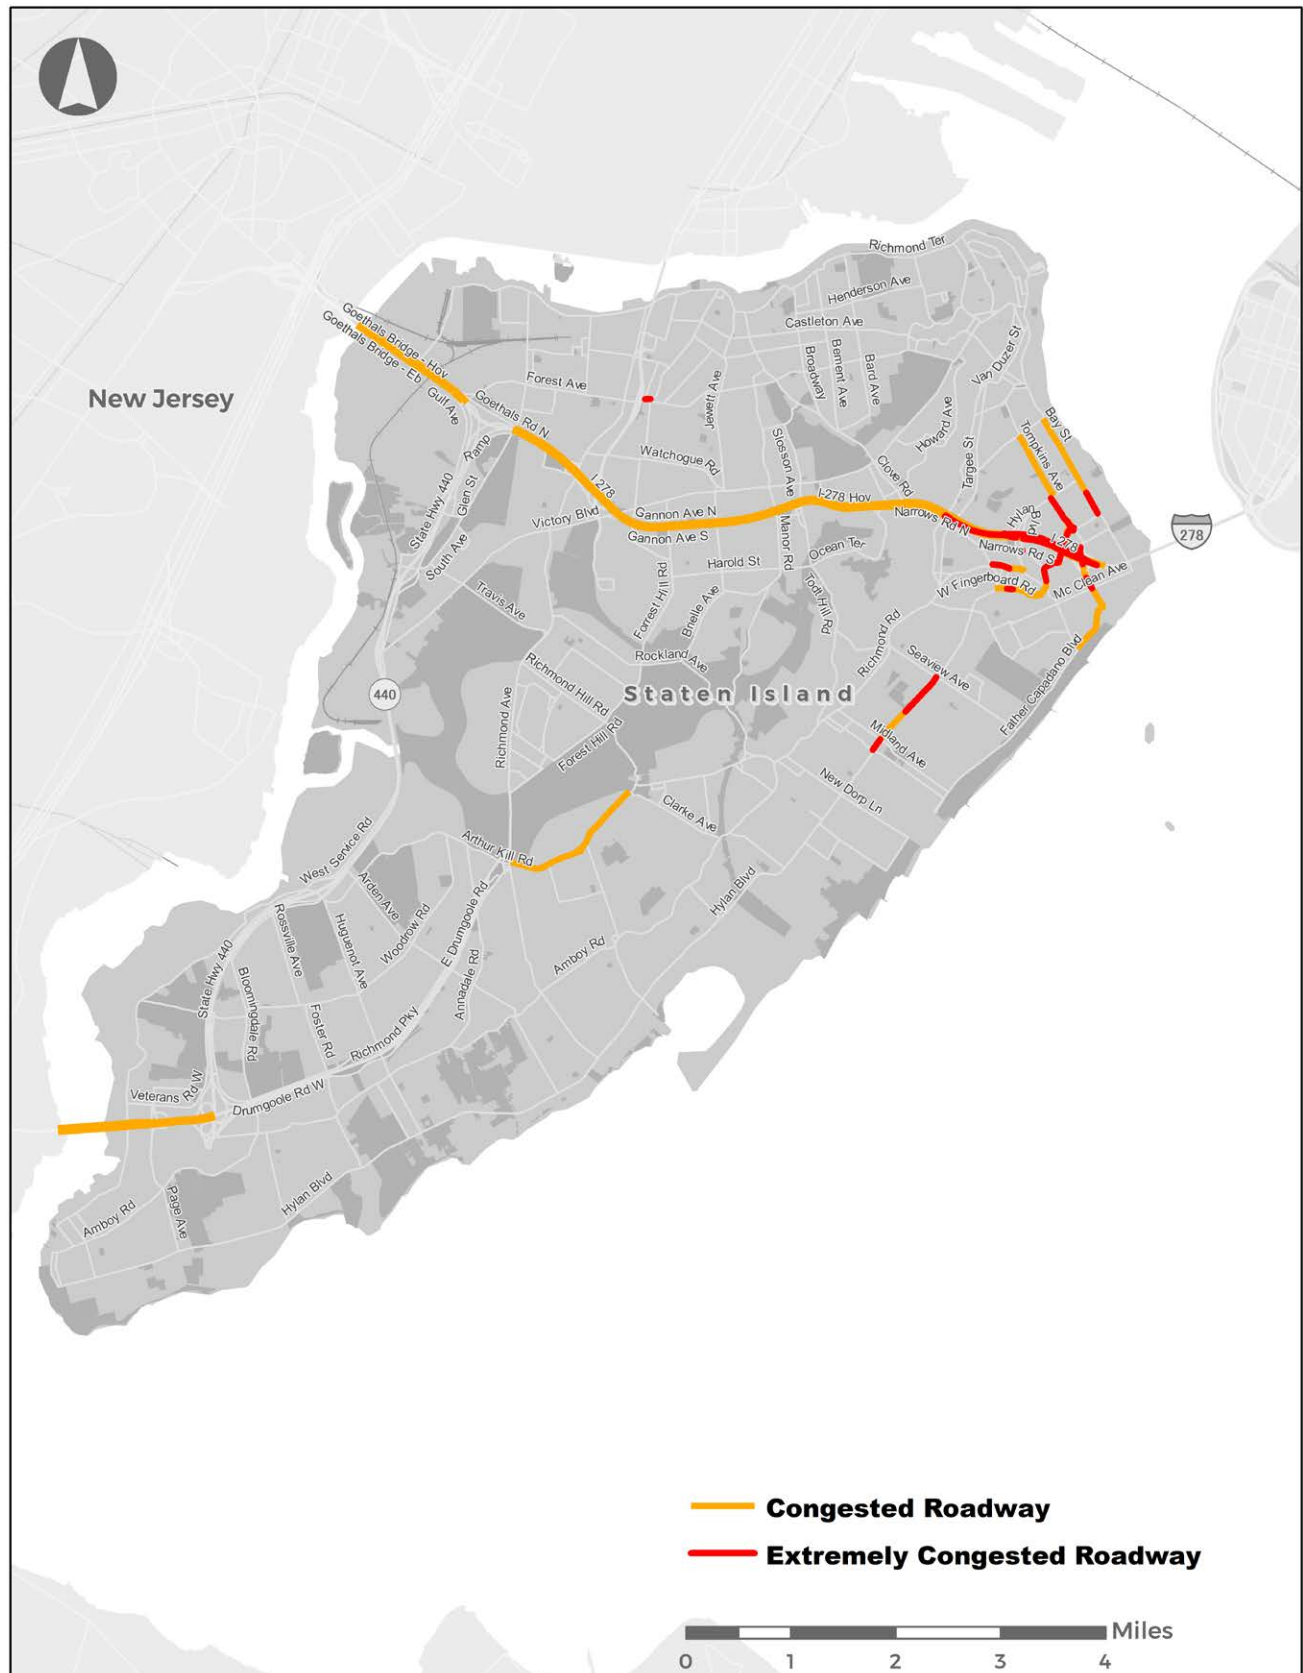 Richmond Ter
Henderson Ave
Castleton Ave
Goethals Bridge - Hov
Goethals Bridge - Eb
Van Duzer St
Broadway
Bement Ave
Bard Ave
New Jersey
Forest Ave
Jewett Ave
Gulf Ave
Goethals Rd N
Howard Ave
Bay St
Tompkins Ave
Ramp
Watchogue Rd
Slosson Ave
Clove Rd
Targee St
State Hwy 440
Glen St
I 278
I-278 Hov
Victory Blvd
Gannon Ave N
Narrows Rd N
Hylan
Blvd
278
Gannon Ave S
Manor Rd
I-278
South Ave
Ocean Ter
Narrows Rd S
Harold St
Mc Clean Ave
W Fingerboard Rd
Travis Ave
Forrest Hill Rd
Brielle Ave
Todt Hill Rd
Richmond Rd
Rockland Ave
Seaview Ave
Father Capadano Blvd
Richmond Hill Rd
440
Staten Island
Richmond Ave
Forest Hill Rd
Midland Ave
New Dorp Ln
Clarke Ave
Arthur Kill Rd
West Service Rd
Arden Ave
Hylan Blvd
E Drumgoole Rd
Woodrow Rd
Rossville Ave
Huguenot Ave
Amboy Rd
State Hwy 440
Annadale Rd
Bloomingdale Rd
Foster Rd
Richmond Pky
Veterans Rd W
Drumgoole Rd W
Hylan Blvd
Amboy Rd
Page Ave
Congested Roadway
Extremely Congested Roadway
Miles
0 1 2 3 4